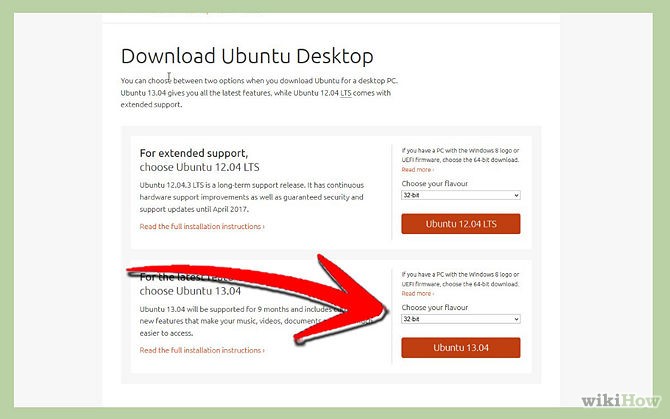 Download Ubuntu Desktop
You can choose between two options when you download Ubuntu for a desktop PC.
Ubuntu 13.04 gives you all the latest features, while Ubuntu 12.04 LTS comes with
extended support.
For extended support,
choose Ubuntu 12.04 LTS
Ubuntu 12.04.3 LTS is a long-term support release. It has continuous
hardware support improvements as well as guaranteed security and
support updates until April 2017.
Read the full installation instructions ›
If you have a PC with the Windows 8 logo or
UEFI firmware, choose the 64-bit download.
Read more ›
Choose your flavour
32-bit
Ubuntu 12.04 LTS
For the latest
choose Ubuntu 13.04
Ubuntu 13.04 will be supported for 9 months and includes
new features that make your music, videos, documents
easier to access.
Read the full installation instructions ›
If you have a PC with the Windows 8 logo or
UEFI firmware, choose the 64-bit download.
Read more ›
Choose your flavour
32-bit
Ubuntu 13.04
wikiHow